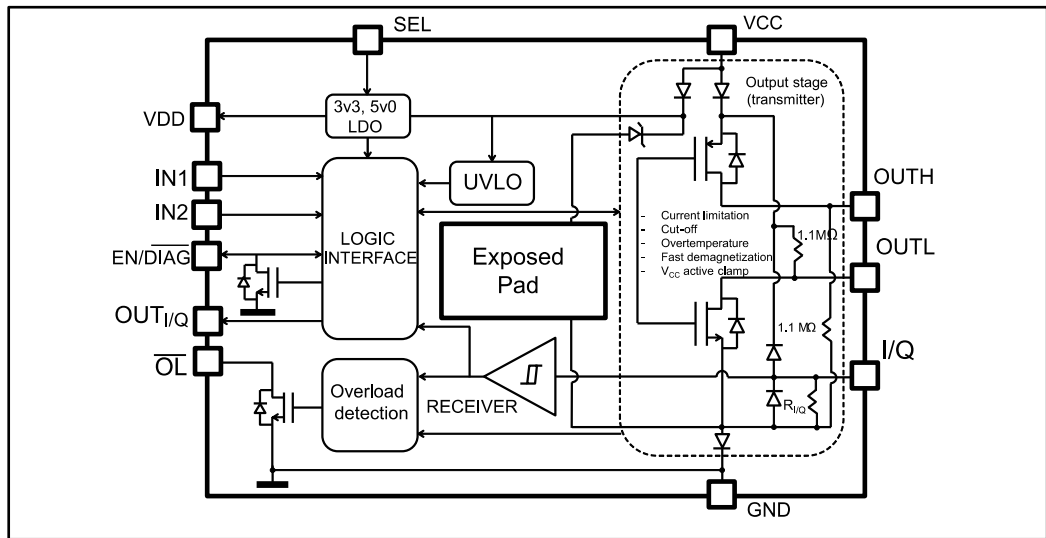 SEL
VCC
Output stage
(transmitter)
3v3, 5v0
LDO
VDD
IN1
UVLO
OUTH
IN2
- Current limitation
- Cut-off
- Overtemperature
- Fast demagnetization
- VCC active clamp
1.1MΩ
OUTL
LOGIC
INTERFACE
EN/DIAG
Exposed
Pad
OUTI/Q
1.1 MΩ
I/Q
OL
Overload
detection
RECEIVER
RI/Q
GND